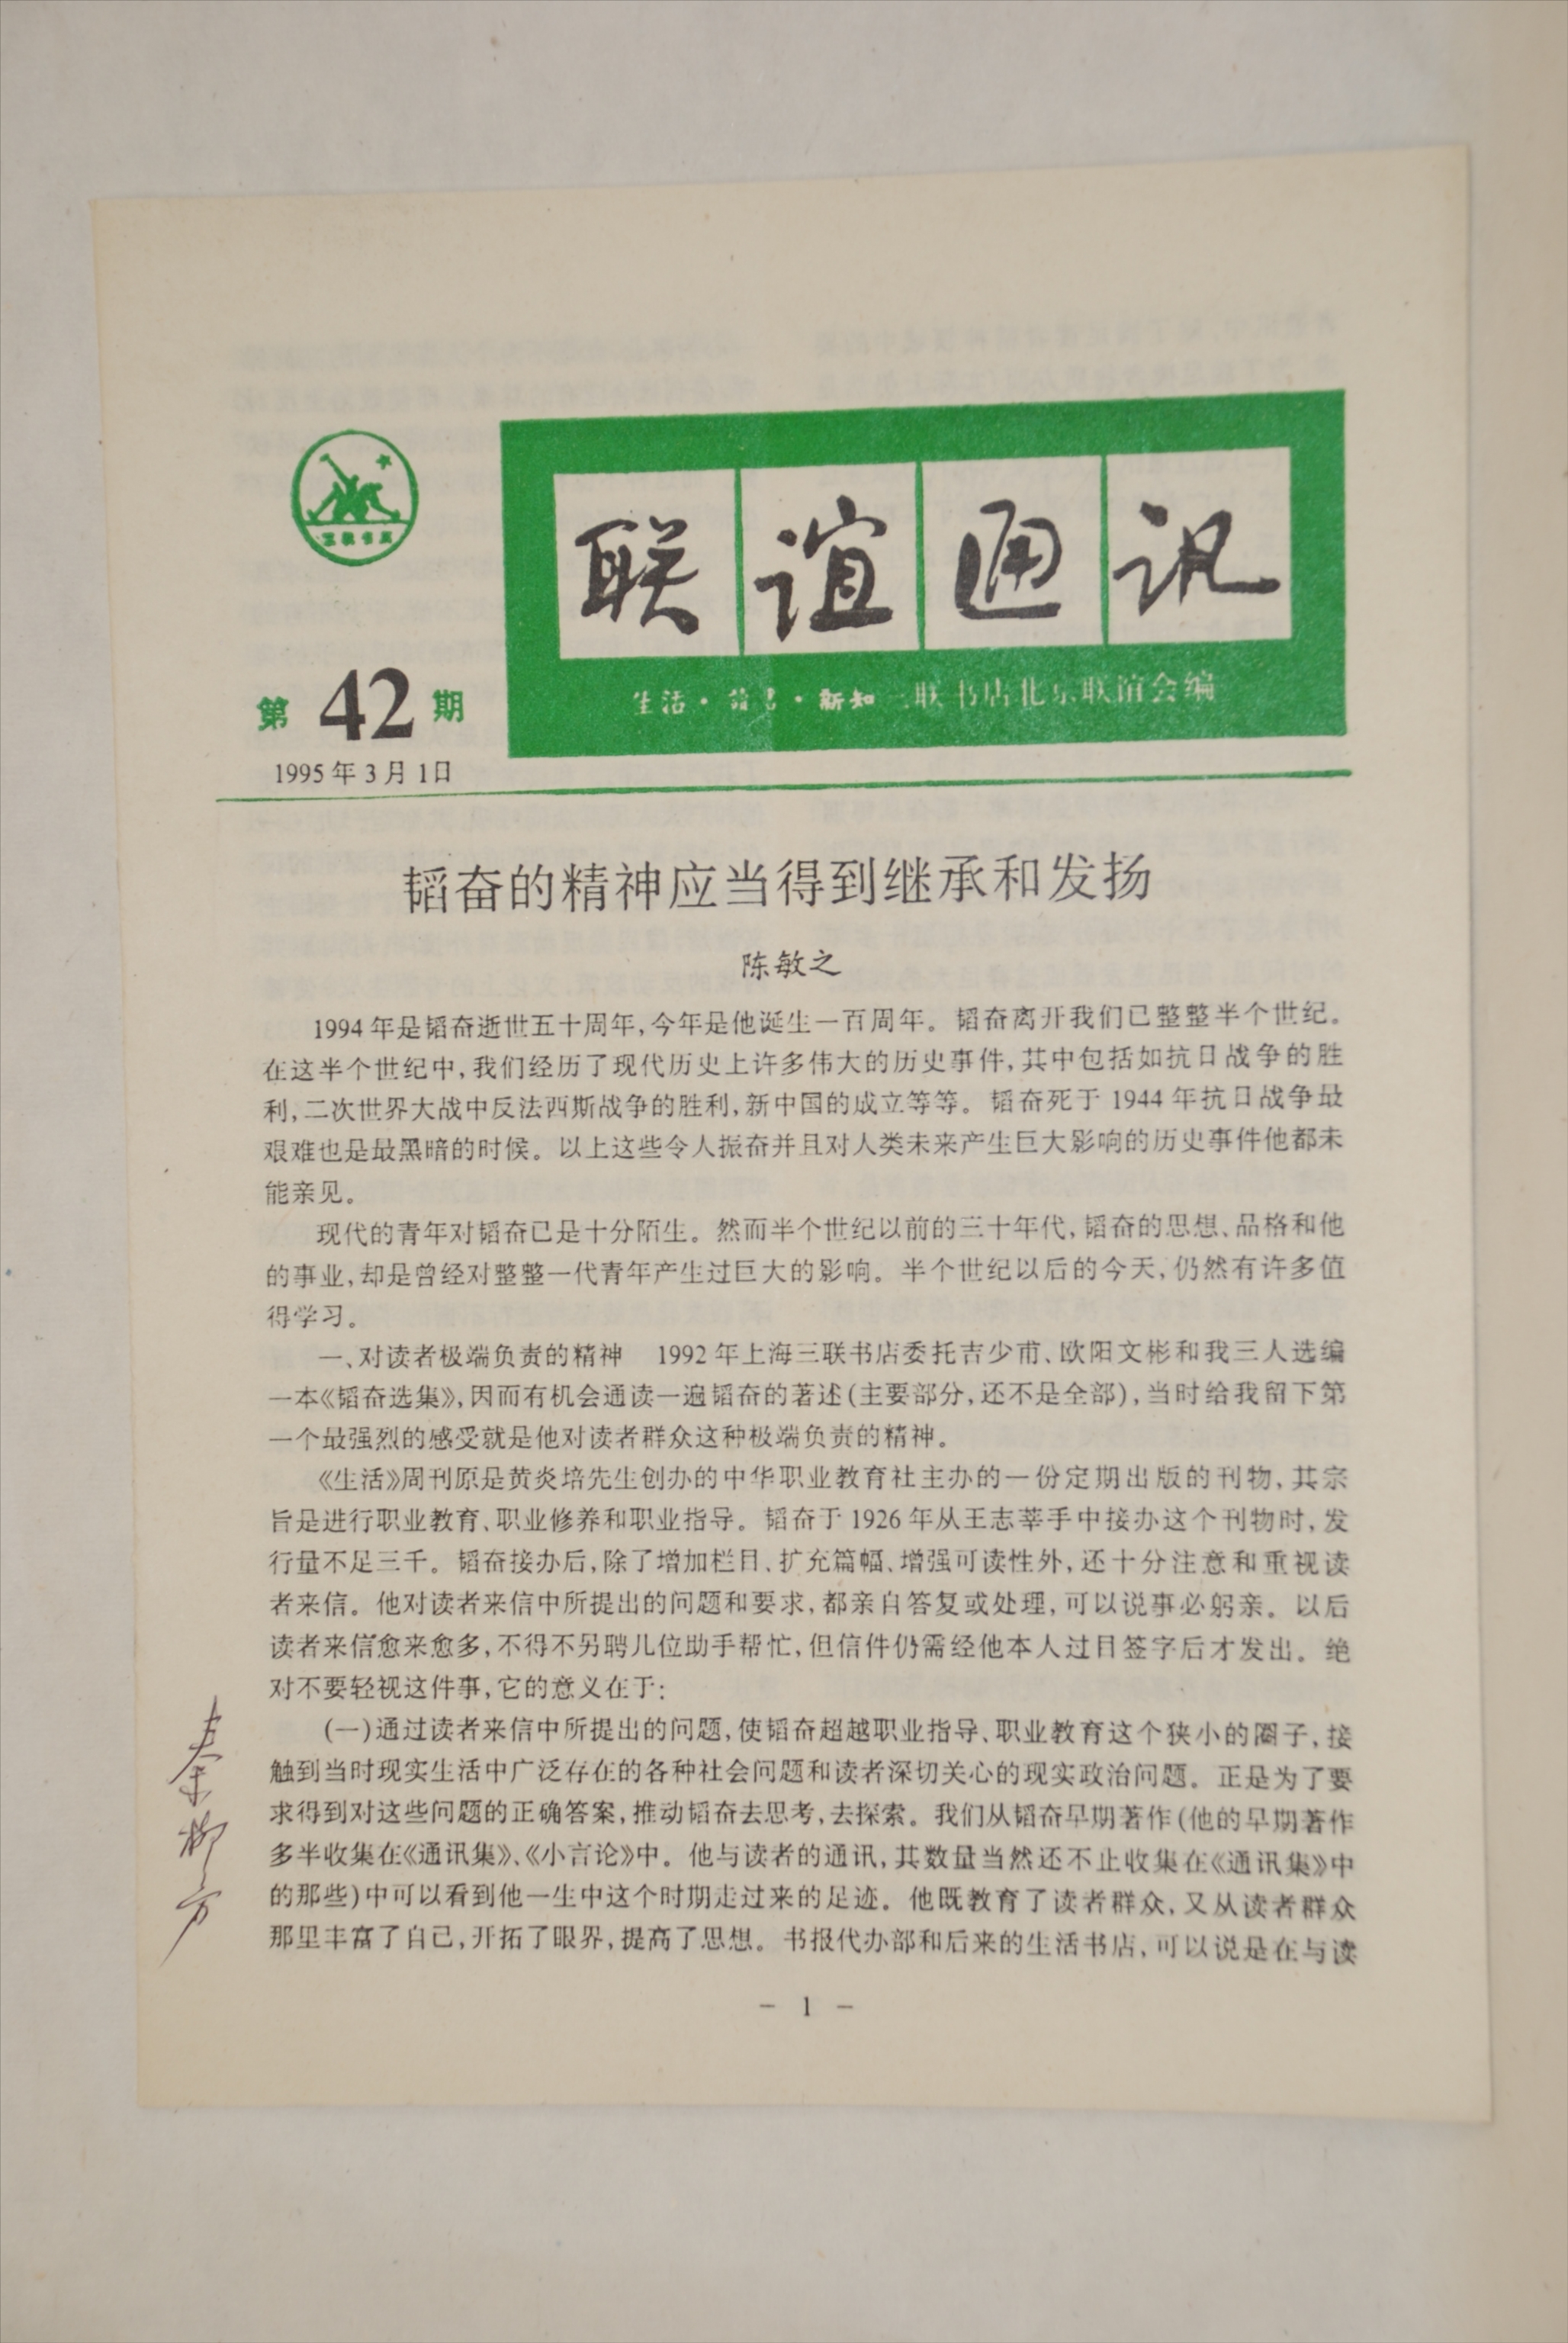 三联书店
联谊通讯
生活·读书·新知三联书店北京联谊会编
第42期
1995年3月1日
韬奋的精神应当得到继承和发扬
陈敏之
1994年是韬奋逝世五十周年,今年是他诞生一百周年。韬奋离开我们已整整半个世纪。
在这半个世纪中,我们经历了现代历史上许多伟大的历史事件,其中包括如抗日战争的胜
利,二次世界大战中反法西斯战争的胜利,新中国的成立等等。韬奋死于1944年抗日战争最
艰难也是最黑暗的时候。以上这些令人振奋并且对人类未来产生巨大影响的历史事件他都未
能亲见。
现代的青年对韬奋已是十分陌生。然而半个世纪以前的三十年代,韬奋的思想、品格和他
的事业,却是曾经对整整一代青年产生过巨大的影响。半个世纪以后的今天,仍然有许多值
得学习。
一、对读者极端负责的精神 1992年上海三联书店委托吉少甫、欧阳文彬和我三人选编
一本《韬奋选集》,因而有机会通读一遍韬奋的著述(主要部分,还不是全部),当时给我留下第
一个最强烈的感受就是他对读者群众这种极端负责的精神。
《生活》周刊原是黄炎培先生创办的中华职业教育社主办的一份定期出版的刊物,其宗
旨是进行职业教育、职业修养和职业指导。韬奋于1926年从王志莘手中接办这个刊物时,发
行量不足三千。韬奋接办后,除了增加栏目、扩充篇幅、增强可读性外,还十分注意和重视读
者来信。他对读者来信中所提出的问题和要求,都亲自答复或处理,可以说事必躬亲。以后
读者来信愈来愈多,不得不另聘几位助手帮忙,但信件仍需经他本人过目签字后才发出。绝
对不要轻视这件事,它的意义在于:
(一)通过读者来信中所提出的问题,使韬奋超越职业指导、职业教育这个狭小的圈子,接
触到当时现实生活中广泛存在的各种社会问题和读者深切关心的现实政治问题。正是为了要
求得到对这些问题的正确答案,推动韬奋去思考,去探索。我们从韬奋早期著作(他的早期著作
多半收集在《通讯集》、《小言论》中。他与读者的通讯,其数量当然还不止收集在《通讯集》中
的那些)中可以看到他一生中这个时期走过来的足迹。他既教育了读者群众,又从读者群众
那里丰富了自己,开拓了眼界,提高了思想。书报代办部和后来的生活书店,可以说是在与读
秦柳方
- 1 -